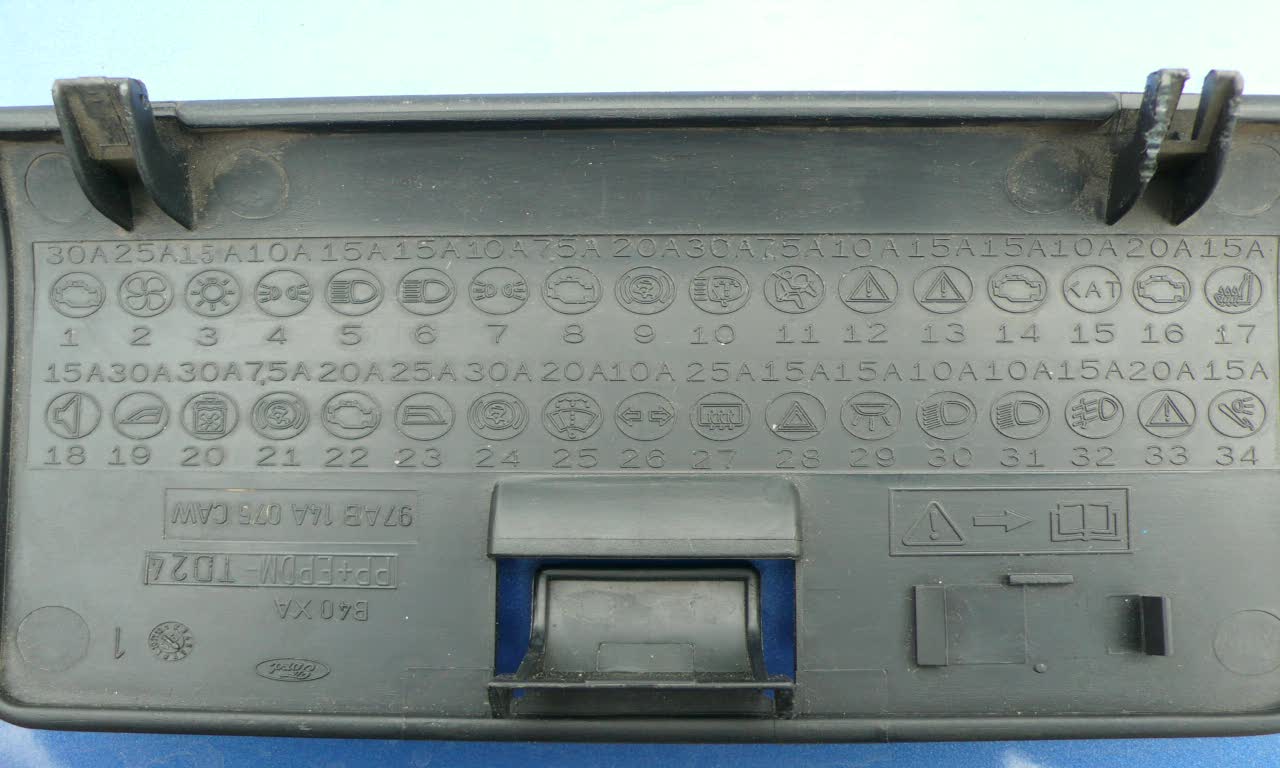 30A 25A 15A 10A 15A 15A 10A 7,5A 20A 30A 7,5A 10A 15A 15A 10A 20A 15A
KAT
1 2 3 4 5 6 7 8 9 10 11 12 13 14 15 16 17
15A 30A 30A 7,5A 20A 25A 30A 20A 10A 25A 15A 15A 10A 10A 15A 20A 15A
18 19 20 21 22 23 24 25 26 27 28 29 30 31 32 33 34
97AB 14A 075 CAW
PP+EPDM-TD24
B40XA
1
Ford